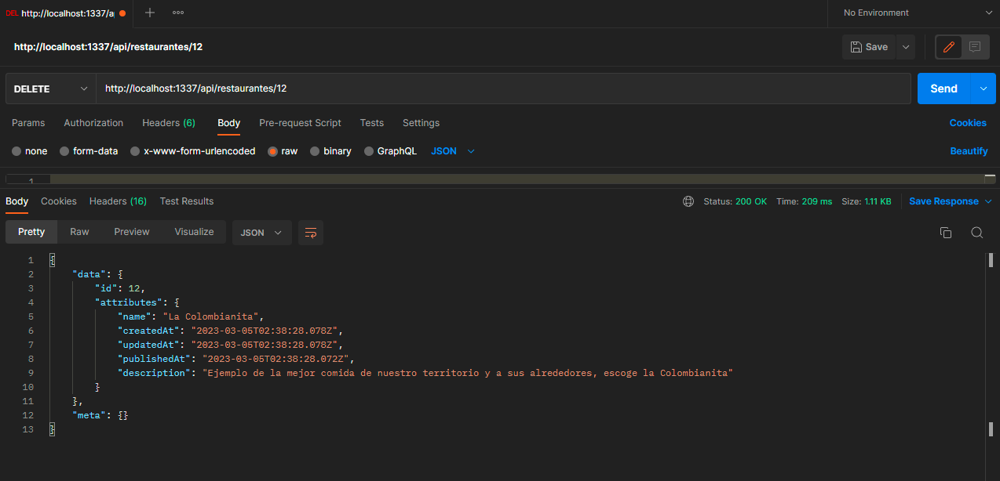 DEL http://localhost:1337/a
No Environment
http://localhost:1337/api/restaurantes/12
Save
DELETE http://localhost:1337/api/restaurantes/12 Send
Params Authorization Headers (6) Body Pre-request Script Tests Settings Cookies
none form-data x-www-form-urlencoded raw binary GraphQL JSON Beautify
1
Body Cookies Headers (16) Test Results Status: 200 OK Time: 209 ms Size: 1.11 KB Save Response
Pretty Raw Preview Visualize JSON
1 {
2 "data": {
3 "id": 12,
4 "attributes": {
5 "name": "La Colombianita",
6 "createdAt": "2023-03-05T02:38:28.078Z",
7 "updatedAt": "2023-03-05T02:38:28.078Z",
8 "publishedAt": "2023-03-05T02:38:28.072Z",
9 "description": "Ejemplo de la mejor comida de nuestro territorio y a sus alrededores, escoge la Colombianita"
10 }
11 },
12 "meta": {}
13 }